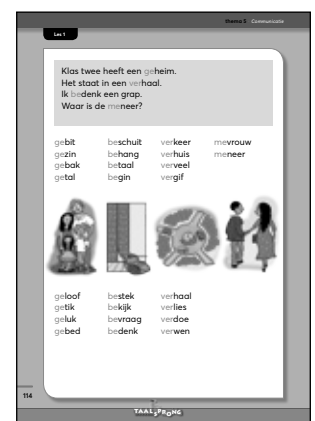 thema 5 Communicatie
Les 1
Klas twee heeft een geheim.
Het staat in een verhaal.
Ik bedenk een grap.
Waar is de meneer?
gebit beschuit verkeer mevrouw
gezin behang verhuis meneer
gebak betaal verveel
getal begin vergif
geloof bestek verhaal
getik bekijk verlies
geluk bevraag verdoe
gebed bedenk verwen
114
TAALSPRONG